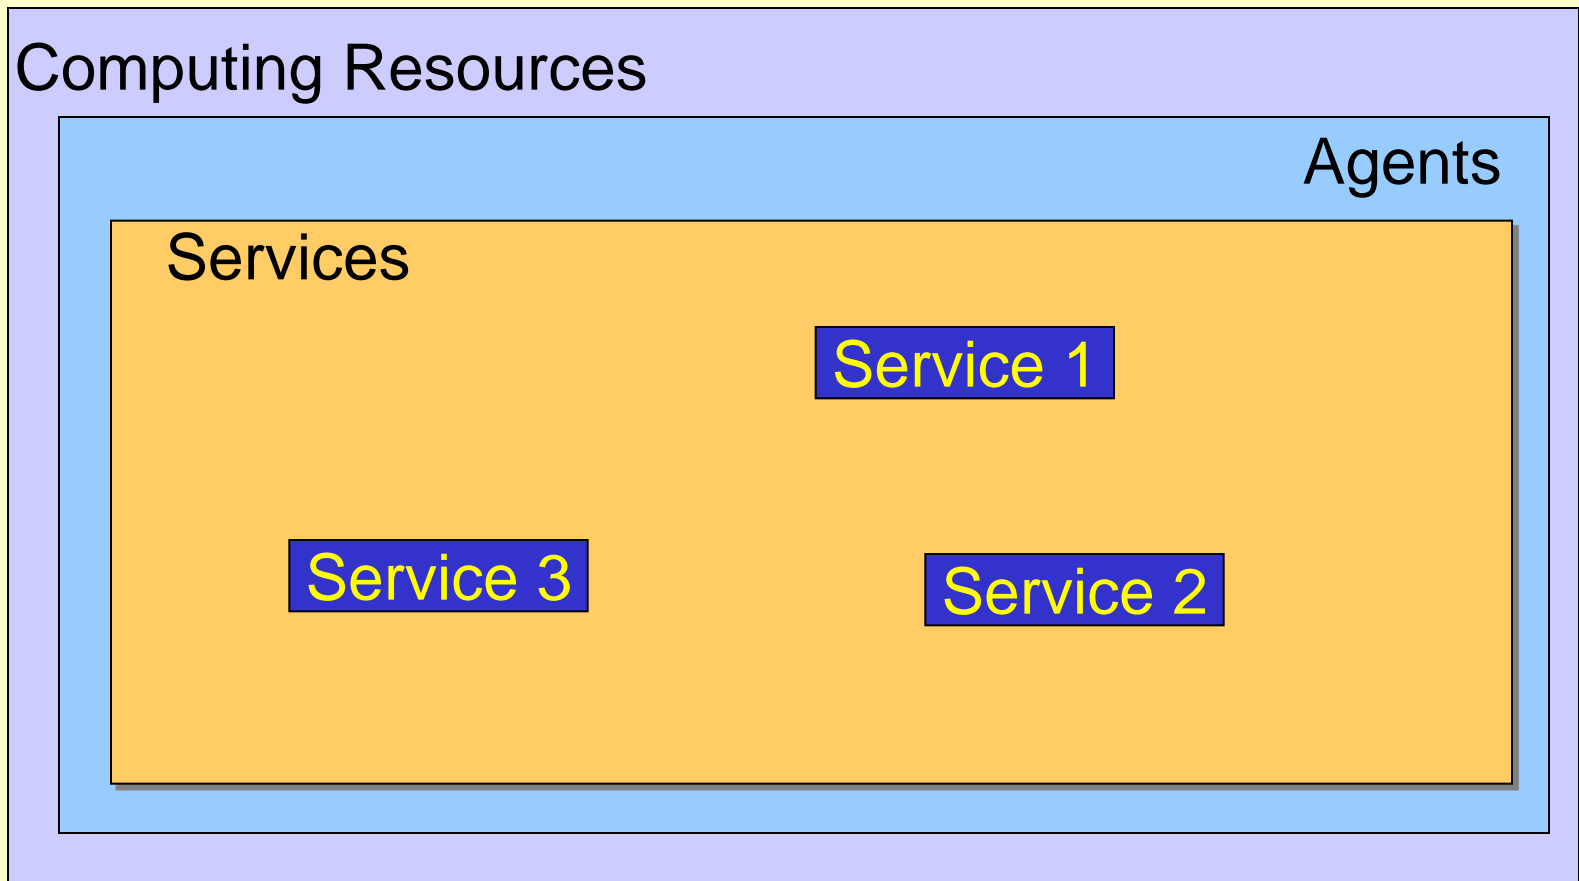 Computing Resources
Agents
Services
Service 1
Service 3
Service 2